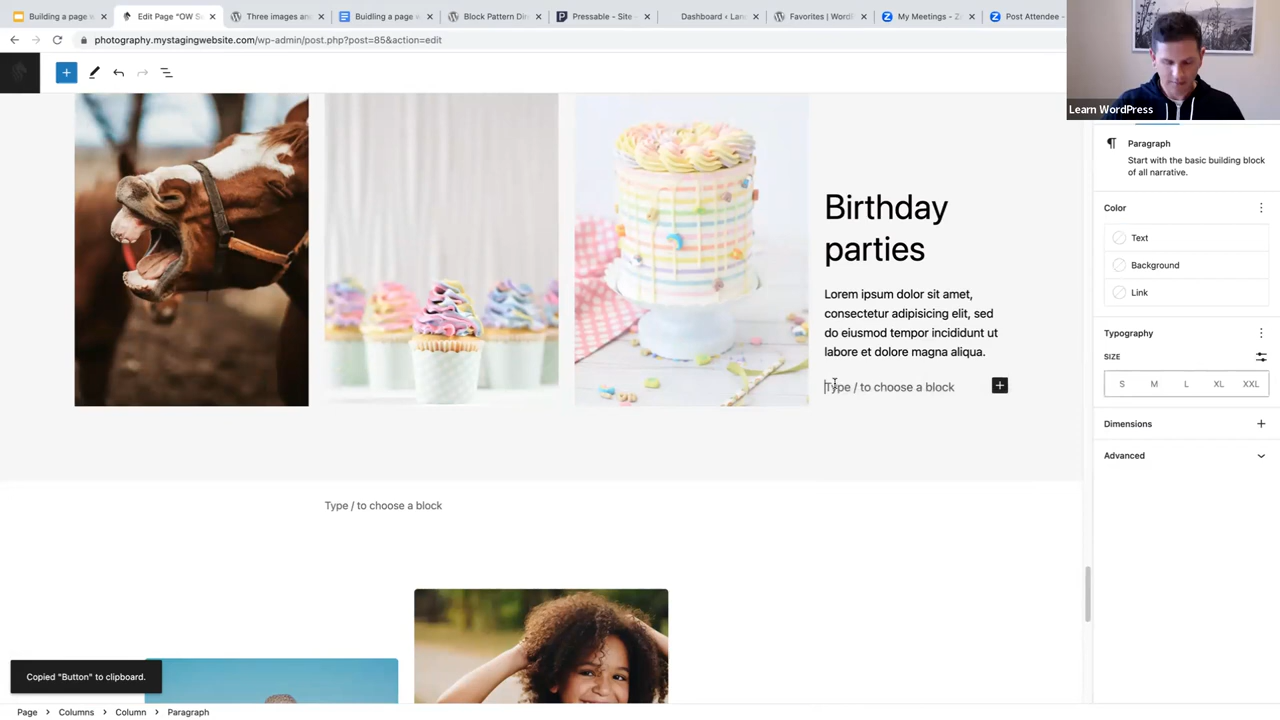 Building a page w
Edit Page "OW S
Three images an
Buidling a page w
Block Pattern Dir
Pressable - Site
Dashboard ‹ Lan
Favorites | Word
My Meetings - Z
Post Attendee
photography.mystagingwebsite.com/wp-admin/post.php?post=85&action=edit
Learn WordPress
Paragraph
Start with the basic building block
of all narrative.
Color
Text
Background
Link
Typography
SIZE
S M L XL XXL
Dimensions
Advanced
Birthday
parties
Lorem ipsum dolor sit amet,
consectetur adipisicing elit, sed
do eiusmod tempor incididunt ut
labore et dolore magna aliqua.
Type / to choose a block
Type / to choose a block
Copied "Button" to clipboard.
Page > Columns > Column > Paragraph